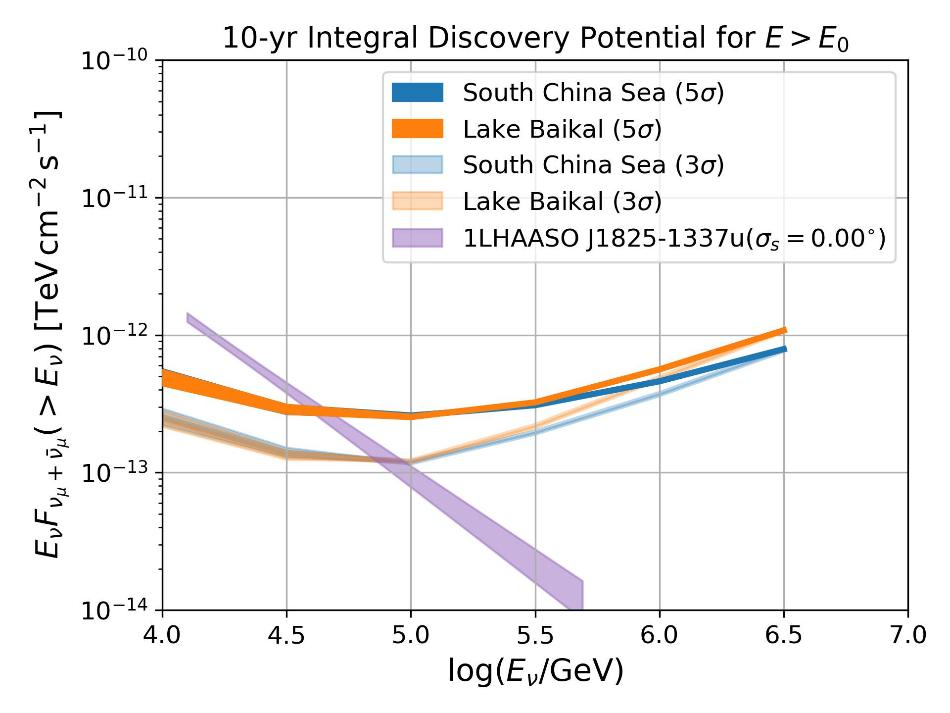 10-yr Integral Discovery Potential for E > E₀
South China Sea (5σ)
Lake Baikal (5σ)
South China Sea (3σ)
Lake Baikal (3σ)
1LHAASO J1825-1337u(σₛ = 0.00°)
E_νF_{ν_μ + ν̄_μ}(> E_ν) [TeV cm⁻² s⁻¹]
10⁻¹⁰
10⁻¹¹
10⁻¹²
10⁻¹³
10⁻¹⁴
4.0 4.5 5.0 5.5 6.0 6.5 7.0
log(E_ν/GeV)